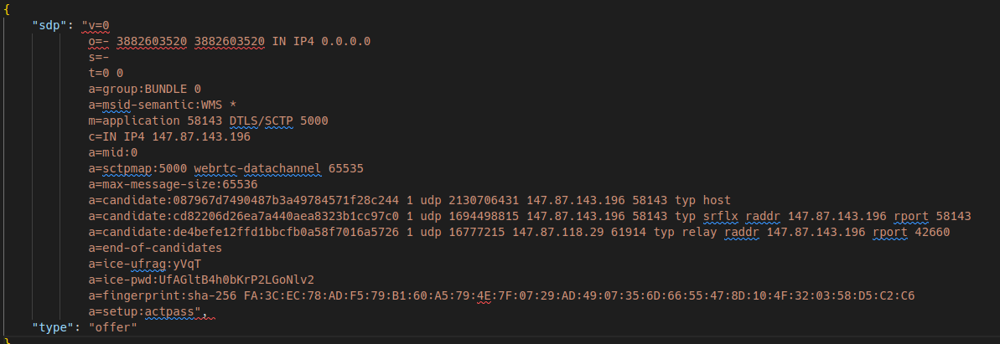 {
"sdp": "v=0
o=- 3882603520 3882603520 IN IP4 0.0.0.0
s=-
t=0 0
a=group:BUNDLE 0
a=msid-semantic:WMS *
m=application 58143 DTLS/SCTP 5000
c=IN IP4 147.87.143.196
a=mid:0
a=sctpmap:5000 webrtc-datachannel 65535
a=max-message-size:65536
a=candidate:087967d7490487b3a49784571f28c244 1 udp 2130706431 147.87.143.196 58143 typ host
a=candidate:cd82206d26ea7a440aea8323b1cc97c0 1 udp 1694498815 147.87.143.196 58143 typ srflx raddr 147.87.143.196 rport 58143
a=candidate:de4befe12ffd1bbcfb0a58f7016a5726 1 udp 16777215 147.87.118.29 61914 typ relay raddr 147.87.143.196 rport 42660
a=end-of-candidates
a=ice-ufrag:yVqT
a=ice-pwd:UfAGltB4h0bKrP2LGoNlv2
a=fingerprint:sha-256 FA:3C:EC:78:AD:F5:79:B1:60:A5:79:4E:7F:07:29:AD:49:07:35:6D:66:55:47:8D:10:4F:32:03:58:D5:C2:C6
a=setup:actpass",
"type": "offer"
}